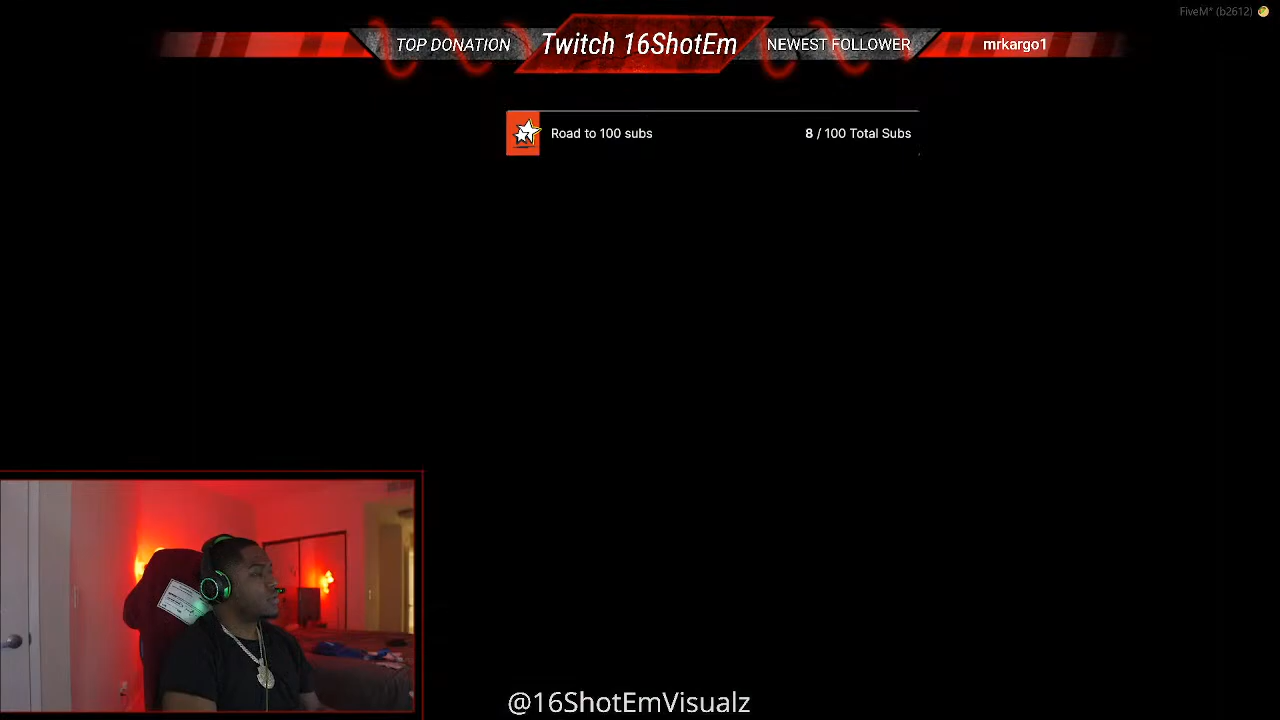 FiveM* (b2612)
TOP DONATION
Twitch 16ShotEm
NEWEST FOLLOWER
mrkargo1
Road to 100 subs
8 / 100 Total Subs
@16ShotEmVisualz